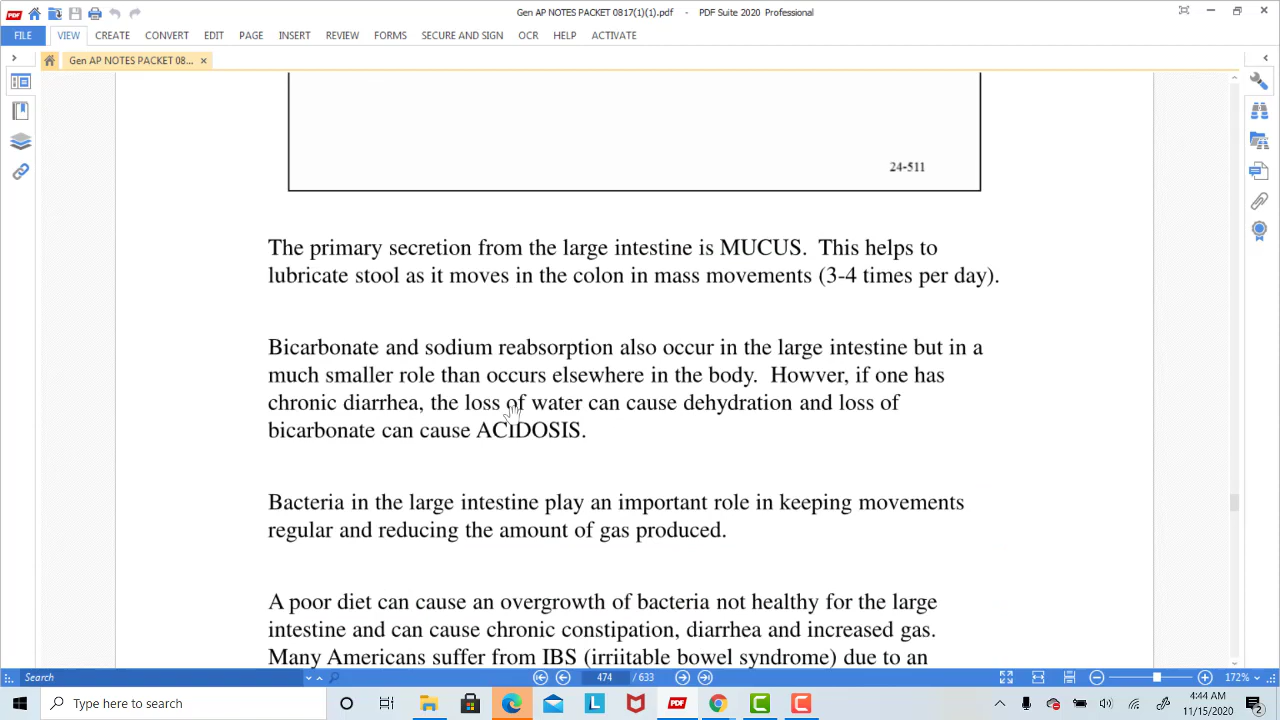 Gen AP NOTES PACKET 0817(1)(1).pdf - PDF Suite 2020 Professional
FILE VIEW CREATE CONVERT EDIT PAGE INSERT REVIEW FORMS SECURE AND SIGN OCR HELP ACTIVATE
Gen AP NOTES PACKET 08... ×
24-511
The primary secretion from the large intestine is MUCUS. This helps to
lubricate stool as it moves in the colon in mass movements (3-4 times per day).
Bicarbonate and sodium reabsorption also occur in the large intestine but in a
much smaller role than occurs elsewhere in the body. Howver, if one has
chronic diarrhea, the loss of water can cause dehydration and loss of
bicarbonate can cause ACIDOSIS.
Bacteria in the large intestine play an important role in keeping movements
regular and reducing the amount of gas produced.
A poor diet can cause an overgrowth of bacteria not healthy for the large
intestine and can cause chronic constipation, diarrhea and increased gas.
Many Americans suffer from IBS (irriitable bowel syndrome) due to an
Search 474 / 633 172%
Type here to search
4:44 AM
11/15/2020
2